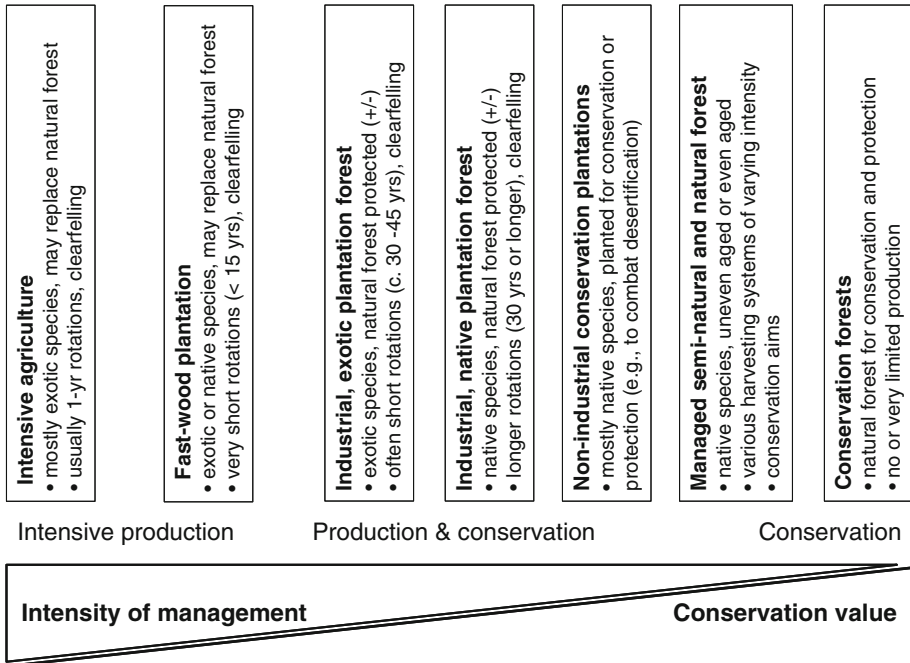 Intensive agriculture
• mostly exotic species, may replace natural forest
• usually 1-yr rotations, clearfelling
Fast-wood plantation
• exotic or native species, may replace natural forest
• very short rotations (< 15 yrs), clearfelling
Industrial, exotic plantation forest
• exotic species, natural forest protected (+/-)
• often short rotations (c. 30 -45 yrs), clearfelling
Industrial, native plantation forest
• native species, natural forest protected (+/-)
• longer rotations (30 yrs or longer), clearfelling
Non-industrial conservation plantations
• mostly native species, planted for conservation or
protection (e.g., to combat desertification)
Managed semi-natural and natural forest
• native species, uneven aged or even aged
• various harvesting systems of varying intensity
• conservation aims
Conservation forests
• natural forest for conservation and protection
• no or very limited production
Intensive production
Production & conservation
Conservation
Intensity of management
Conservation value